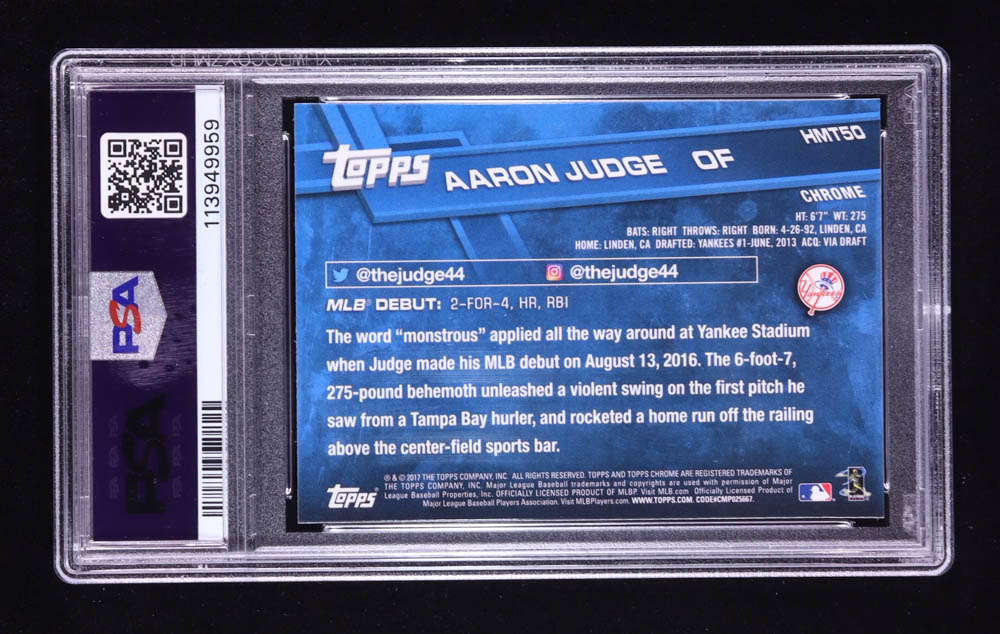 113949959
PSA
PSA
TOPPS
AARON JUDGE OF
HMT50
CHROME
HT: 6'7" WT: 275
BATS: RIGHT THROWS: RIGHT BORN: 4-26-92, LINDEN, CA
HOME: LINDEN, CA DRAFTED: YANKEES #1-JUNE, 2013 ACQ: VIA DRAFT
@thejudge44 @thejudge44
Yankees
MLB® DEBUT: 2-FOR-4, HR, RBI
The word “monstrous” applied all the way around at Yankee Stadium
when Judge made his MLB debut on August 13, 2016. The 6-foot-7,
275-pound behemoth unleashed a violent swing on the first pitch he
saw from a Tampa Bay hurler, and rocketed a home run off the railing
above the center-field sports bar.
TOPPS®
® & © 2017 THE TOPPS COMPANY, INC. ALL RIGHTS RESERVED. TOPPS AND TOPPS CHROME ARE REGISTERED TRADEMARKS OF
THE TOPPS COMPANY, INC. Major League Baseball trademarks and copyrights are used with permission of Major
League Baseball Properties, Inc. OFFICIALLY LICENSED PRODUCT OF MLBP. Visit MLB.com Officially Licensed Product of
Major League Baseball Players Association. Visit MLBPlayers.com. WWW.TOPPS.COM. CODE#CMP025667.